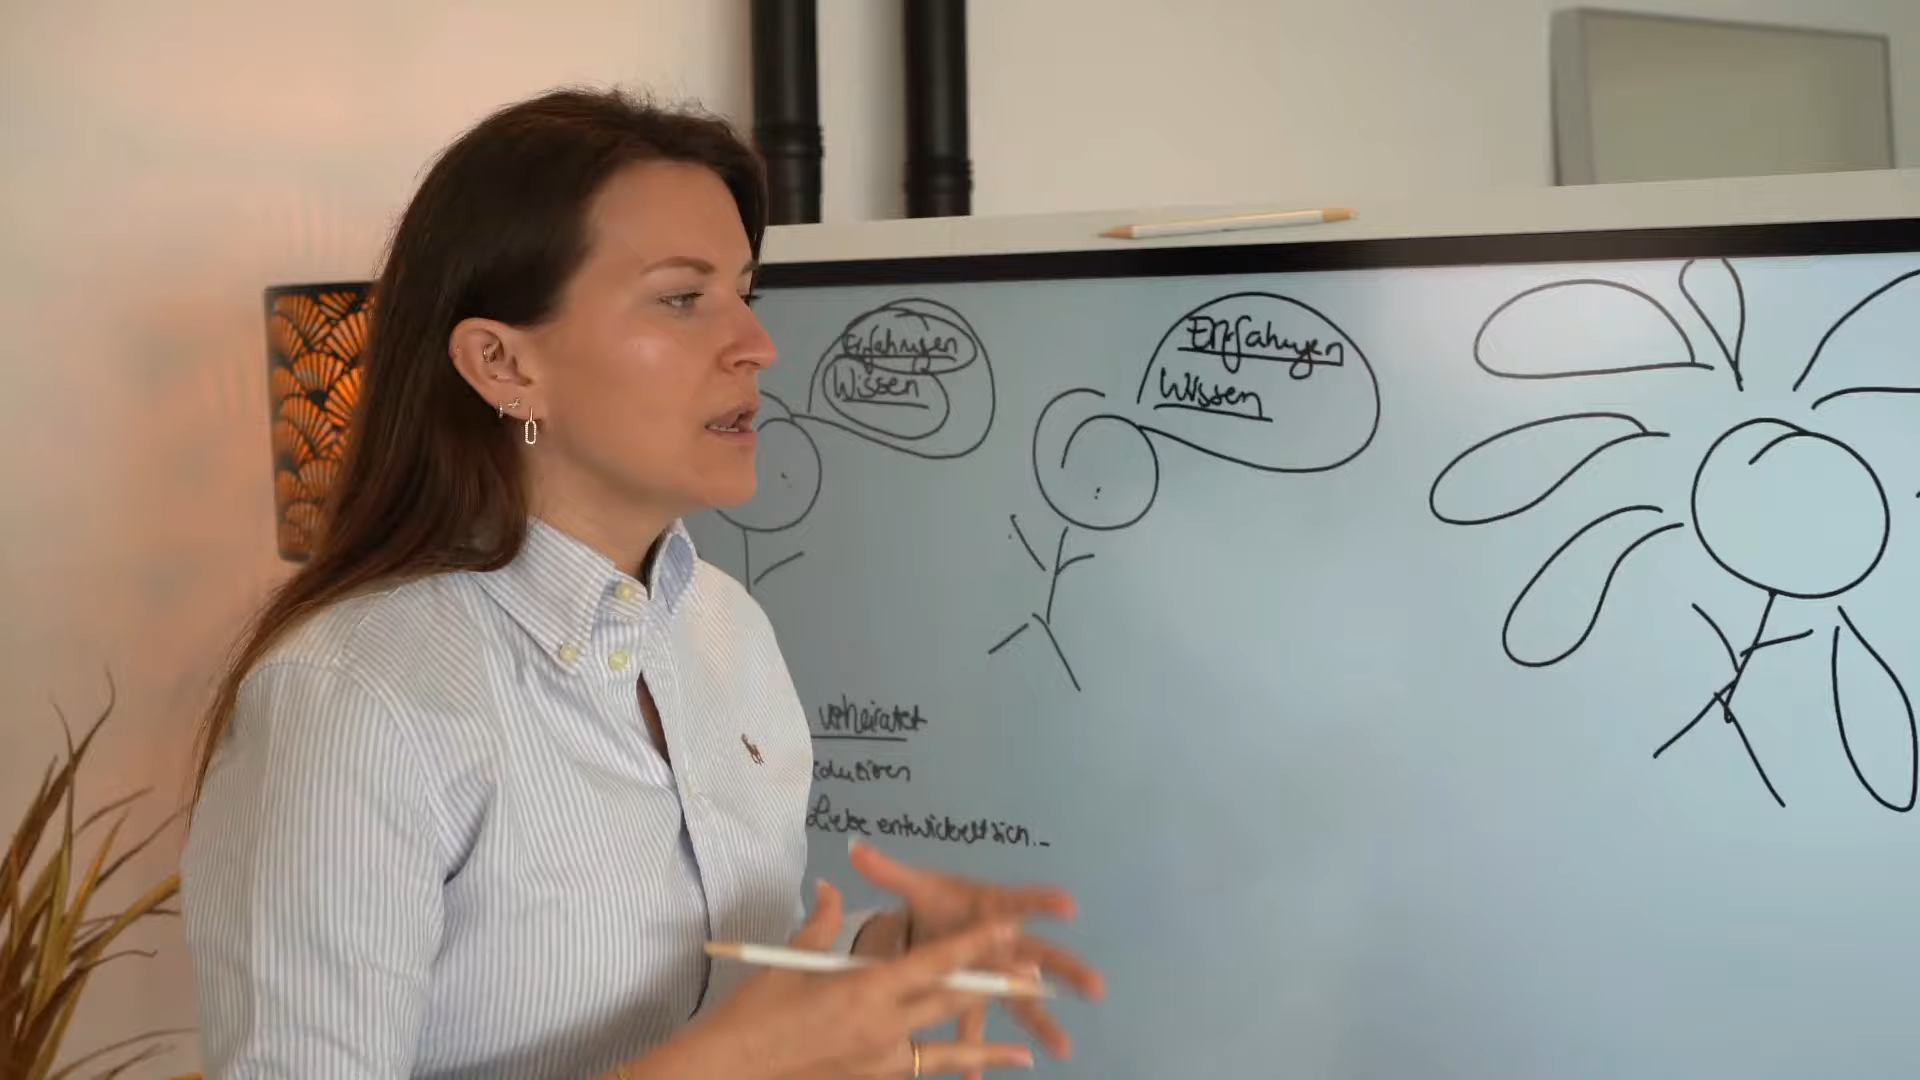 Erfahrungen
Wissen
Erfahrungen
Wissen
verheiratet
Liebe entwickelt sich...